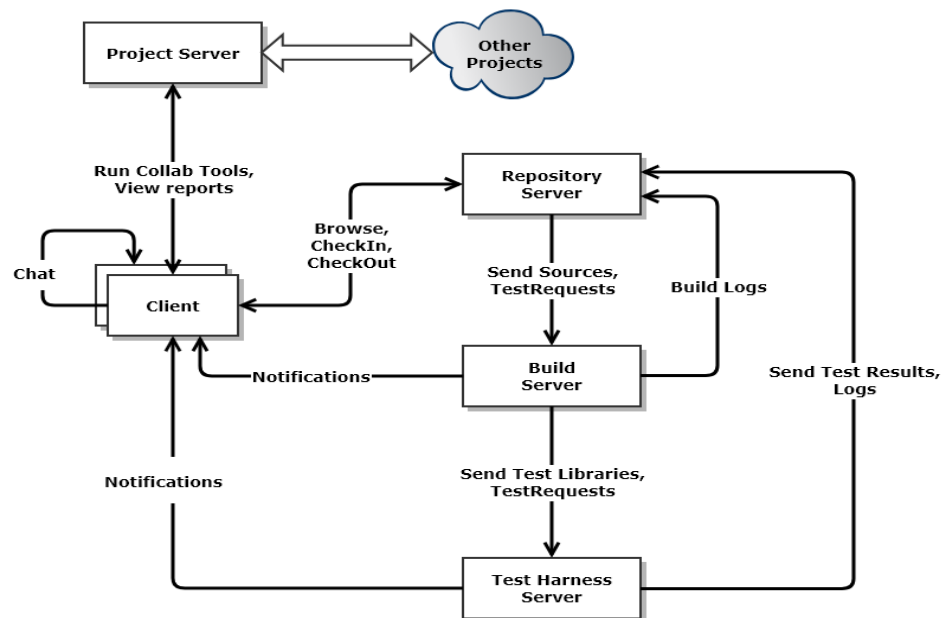 Project Server
Other
Projects
Run Collab Tools,
View reports
Repository
Server
Browse,
CheckIn,
CheckOut
Chat
Client
Send Sources,
TestRequests
Build Logs
Notifications
Build
Server
Send Test Results,
Logs
Notifications
Send Test Libraries,
TestRequests
Test Harness
Server